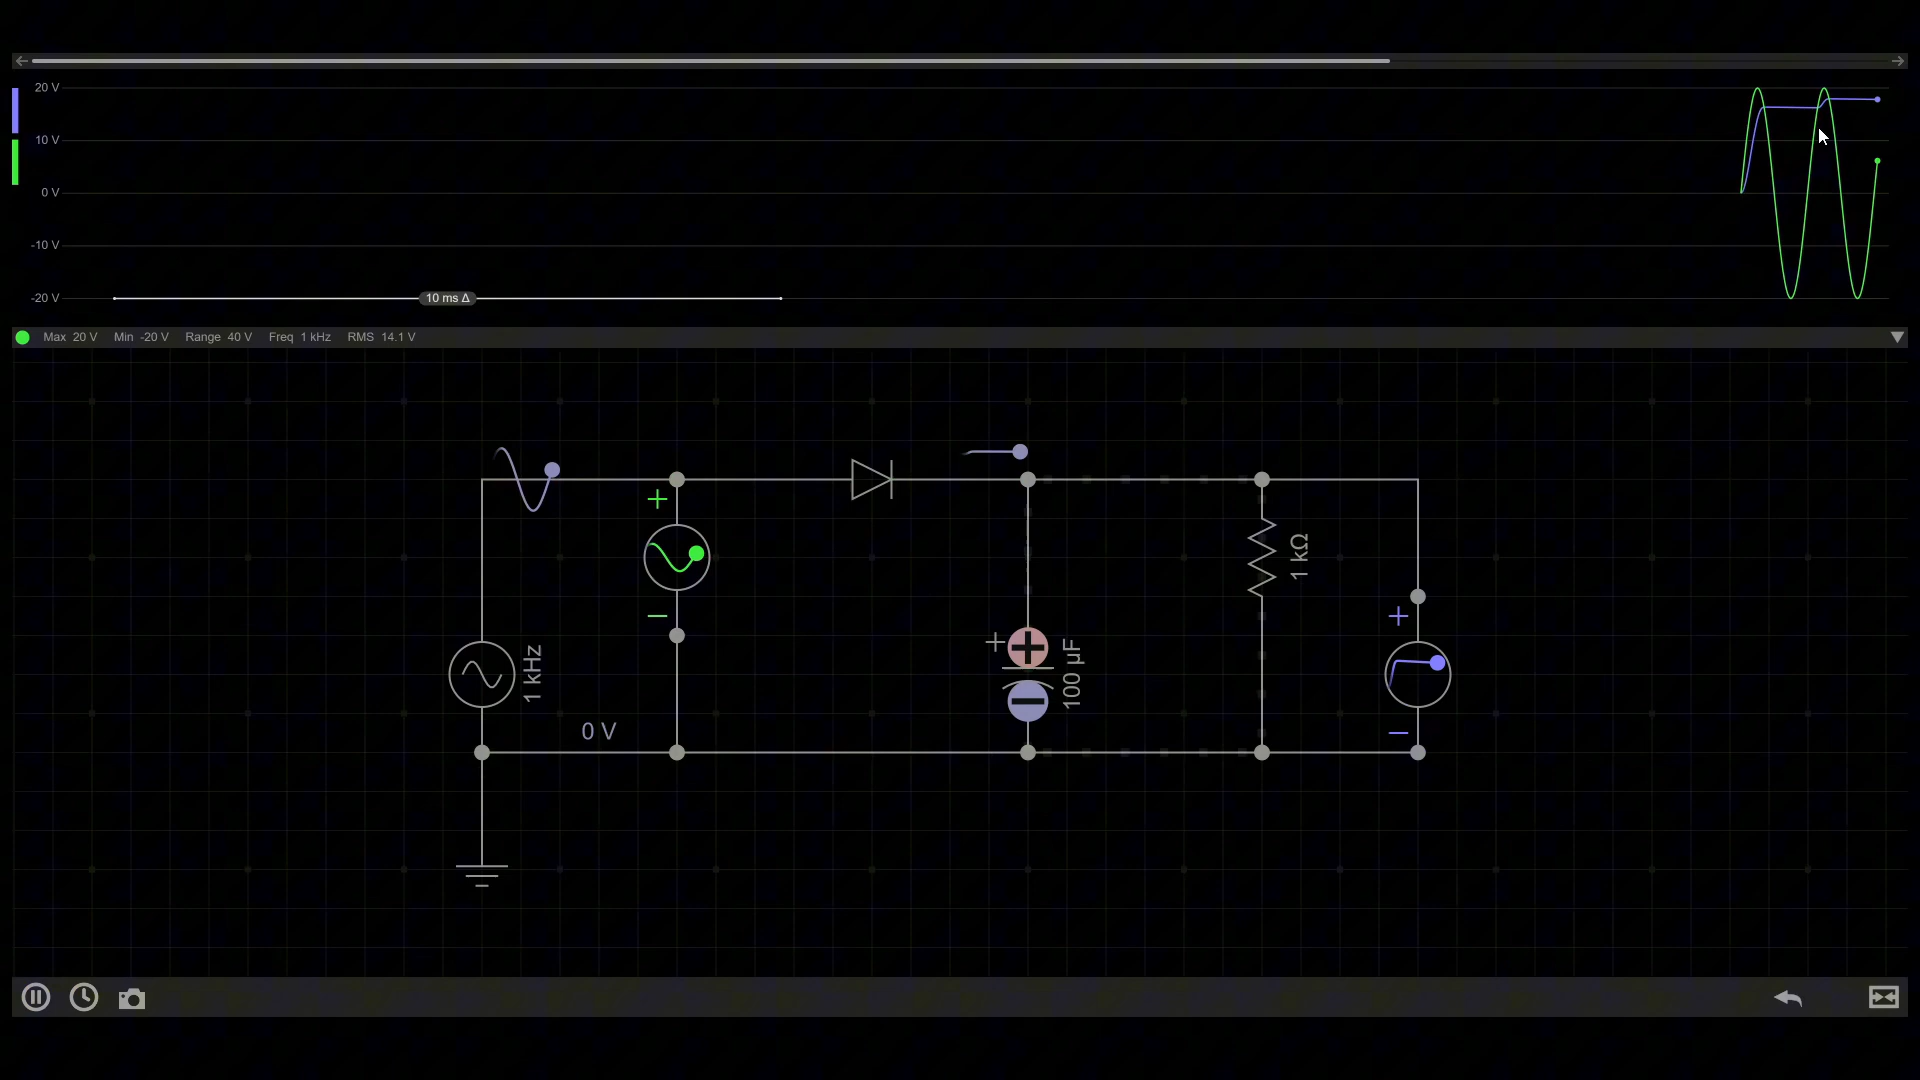 20 V
10 V
0 V
-10 V
-20 V
10 ms Δ
Max 20 V Min -20 V Range 40 V Freq 1 kHz RMS 14.1 V
1 kHz
0 V
100 µF
1 kΩ